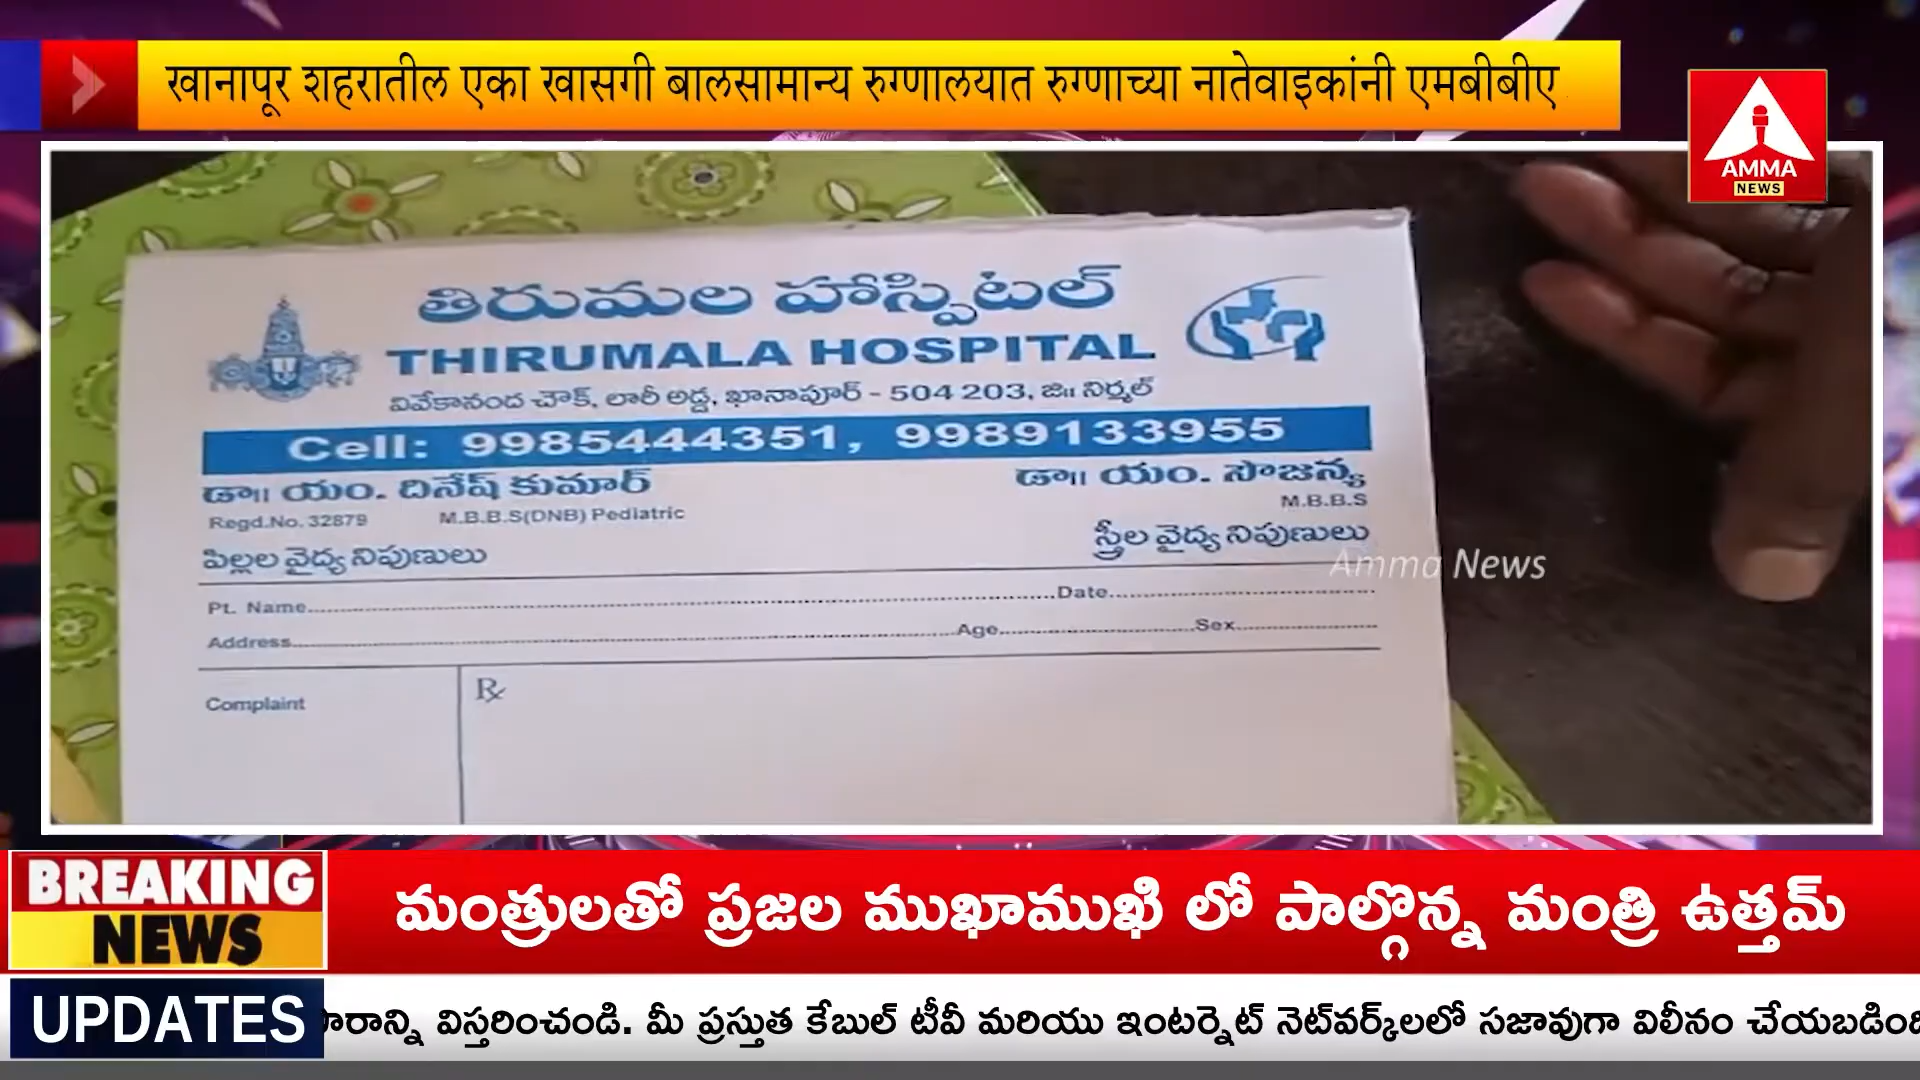 खानापूर शहरातील एका खासगी बालसामान्य रुग्णालयात रुग्णाच्या नातेवाइकांनी एमबीबीए
AMMA
NEWS
తిరుమల హాస్పిటల్
THIRUMALA HOSPITAL
వివేకానంద చౌక్, లారీ అడ్డ, ఖానాపూర్ - 504 203, జి॥ నిర్మల్
Cell: 9985444351, 9989133955
డా॥ యం. దినేష్ కుమార్
Regd.No. 32879 M.B.B.S(DNB) Pediatric
పిల్లల వైద్య నిపుణులు
డా॥ యం. సౌజన్య
M.B.B.S
స్త్రీల వైద్య నిపుణులు
Amma News
Pt. Name Date
Address Age Sex
Complaint ℞
BREAKING
NEWS
మంత్రులతో ప్రజల ముఖాముఖి లో పాల్గొన్న మంత్రి ఉత్తమ్
UPDATES
విస్తరించండి. మీ ప్రస్తుత కేబుల్ టీవీ మరియు ఇంటర్నెట్ నెట్‌వర్క్‌లలో సజావుగా విలీనం